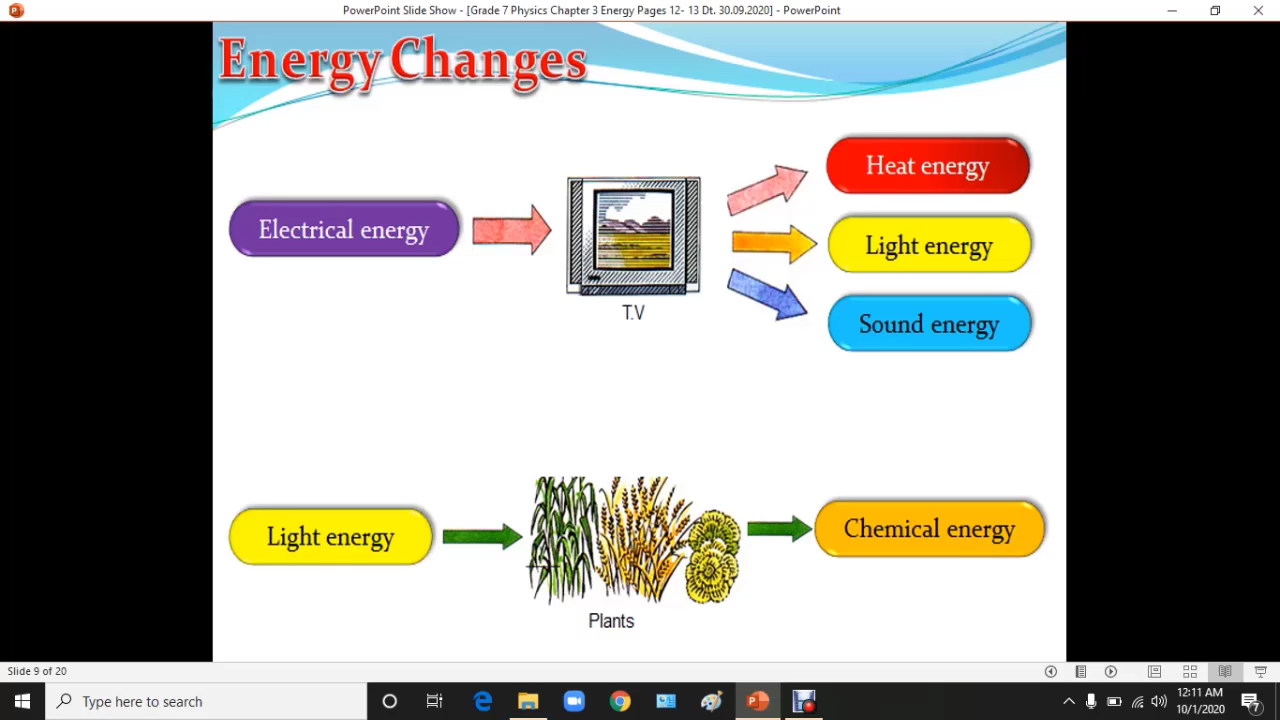 PowerPoint Slide Show - [Grade 7 Physics Chapter 3 Energy Pages 12- 13 Dt. 30.09.2020] - PowerPoint
Energy Changes
Heat energy
Electrical energy
Light energy
Sound energy
T.V
Light energy
Chemical energy
Plants
Slide 9 of 20
Type here to search
12:11 AM
10/1/2020
7